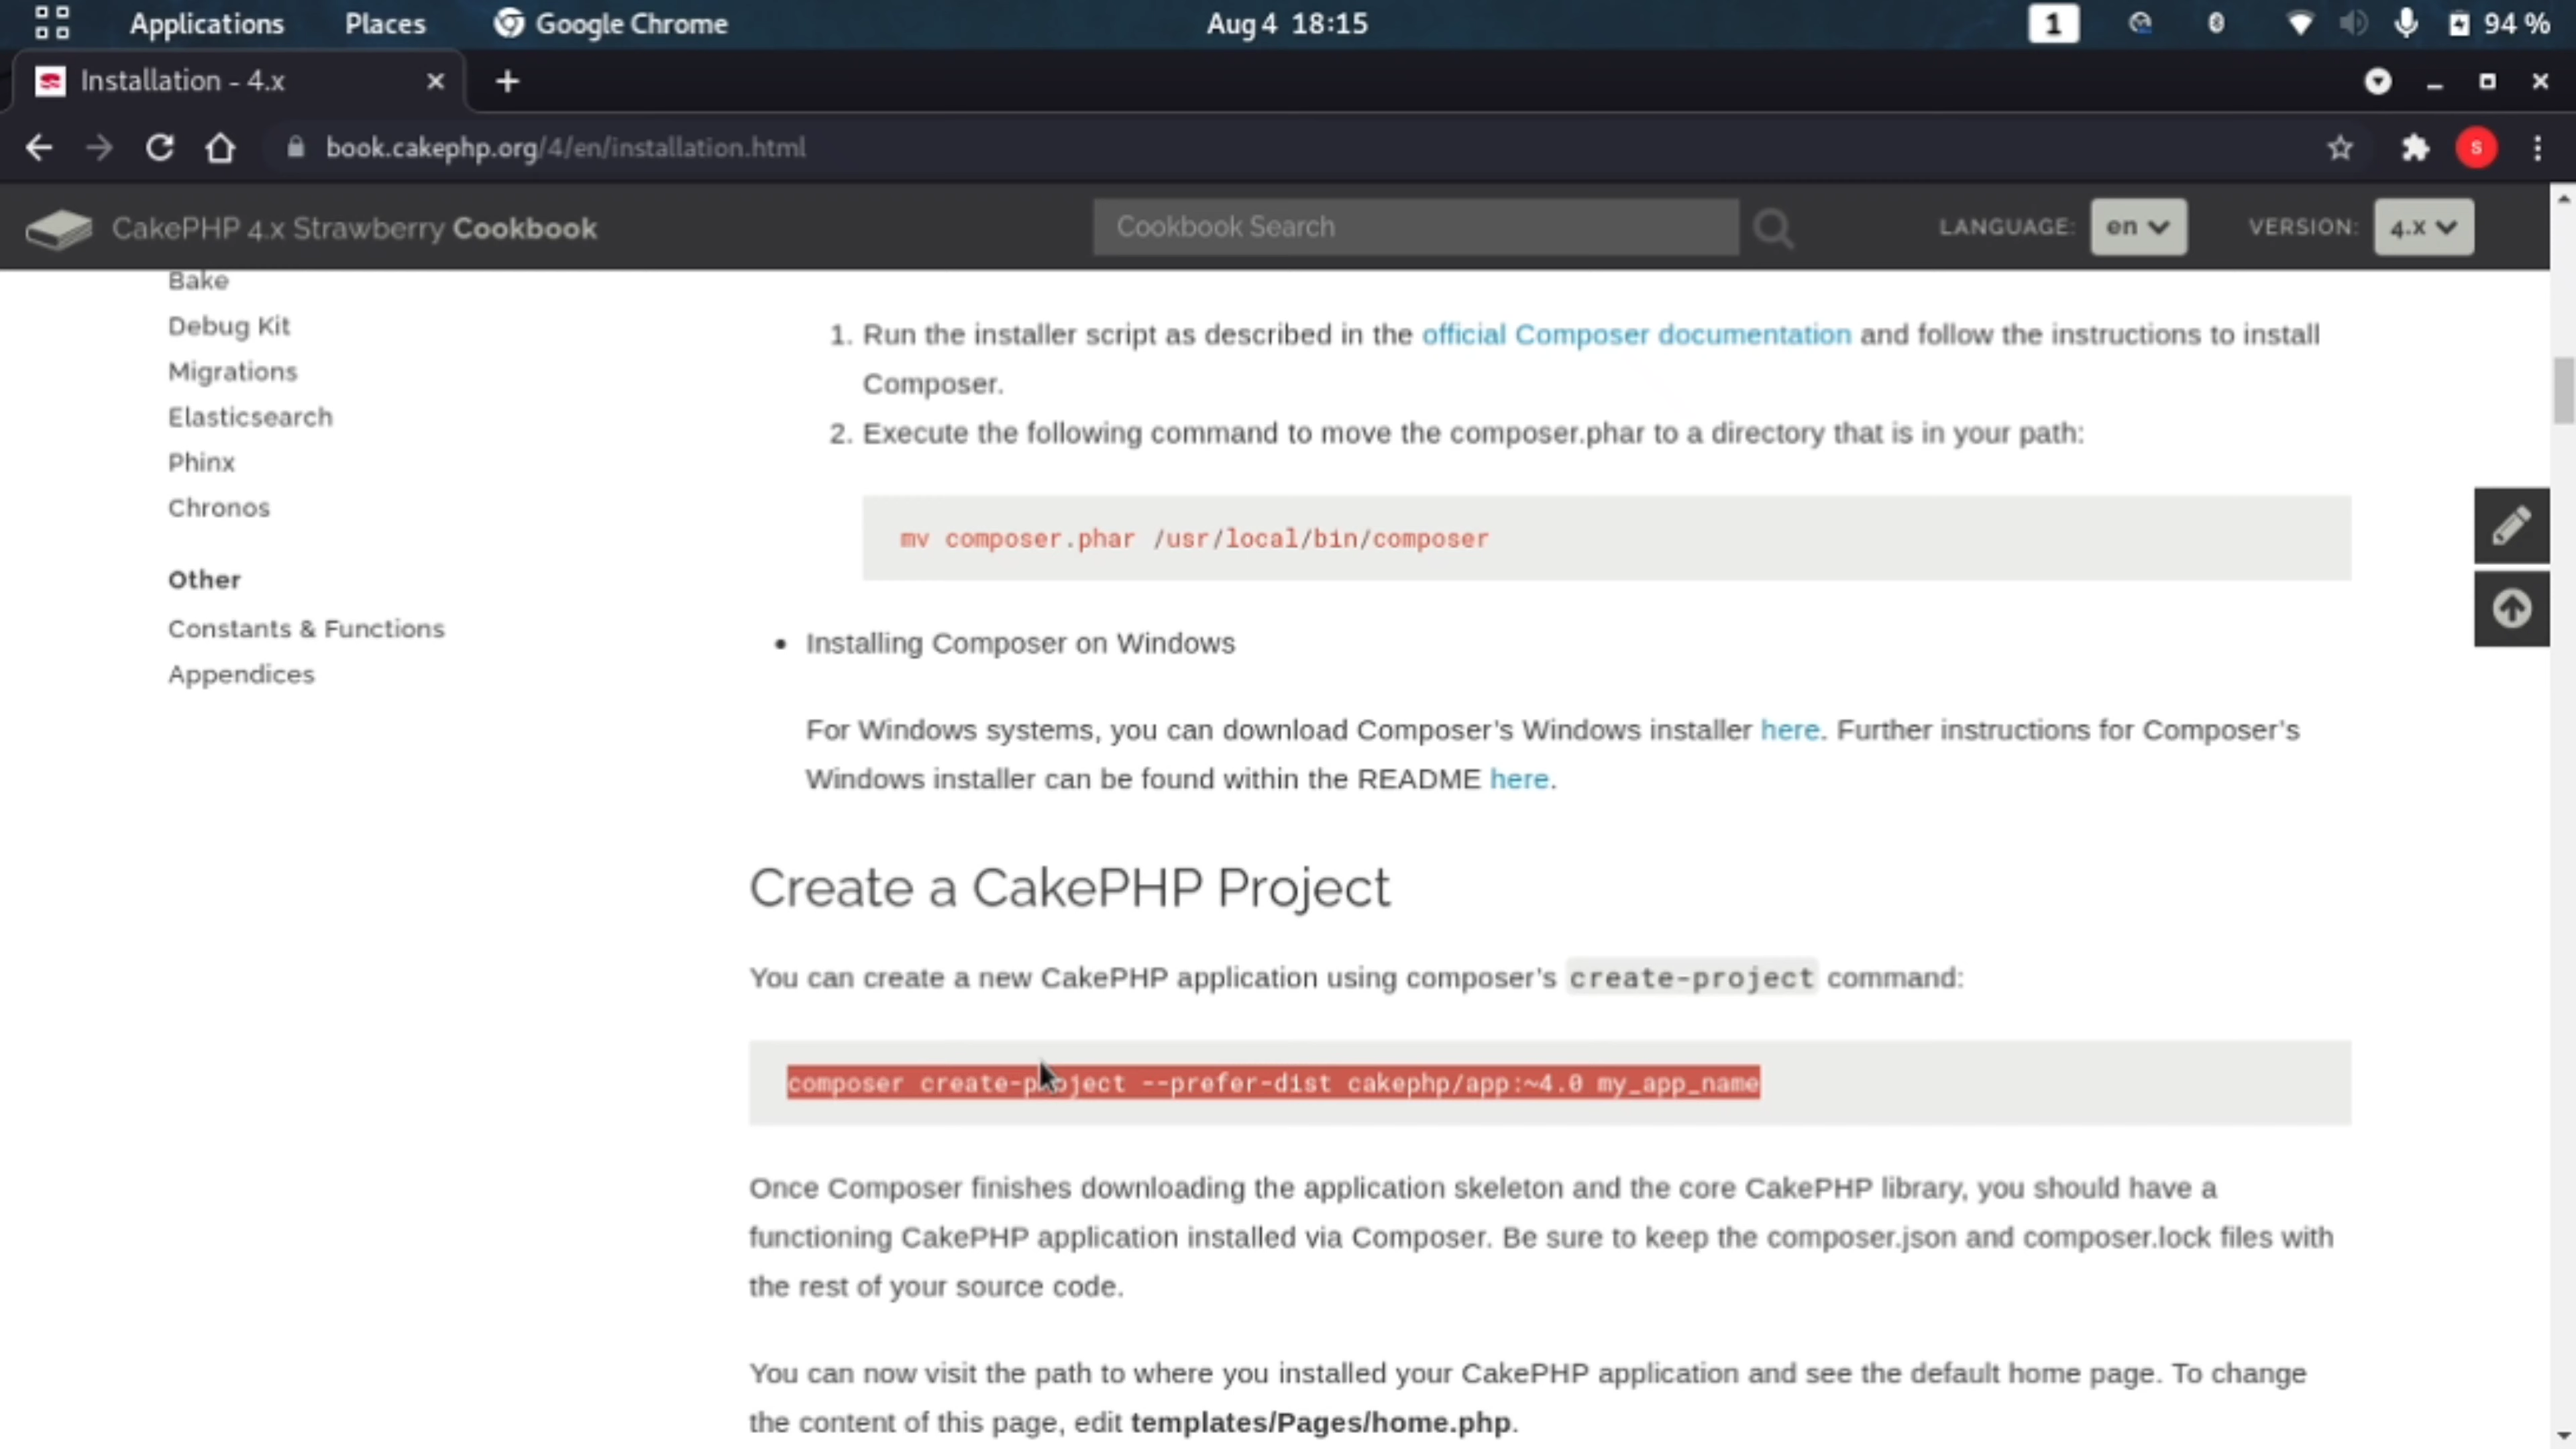 Applications Places Google Chrome Aug 4 18:15 1 94 %
Installation - 4.x
book.cakephp.org/4/en/installation.html S
CakePHP 4.x Strawberry Cookbook Cookbook Search LANGUAGE: en VERSION: 4.x
Bake
Debug Kit
Migrations
Elasticsearch
Phinx
Chronos
Other
Constants & Functions
Appendices
1. Run the installer script as described in the official Composer documentation and follow the instructions to install
Composer.
2. Execute the following command to move the composer.phar to a directory that is in your path:
mv composer.phar /usr/local/bin/composer
• Installing Composer on Windows
For Windows systems, you can download Composer's Windows installer here. Further instructions for Composer's
Windows installer can be found within the README here.
Create a CakePHP Project
You can create a new CakePHP application using composer's create-project command:
composer create-project --prefer-dist cakephp/app:~4.0 my_app_name
Once Composer finishes downloading the application skeleton and the core CakePHP library, you should have a
functioning CakePHP application installed via Composer. Be sure to keep the composer.json and composer.lock files with
the rest of your source code.
You can now visit the path to where you installed your CakePHP application and see the default home page. To change
the content of this page, edit templates/Pages/home.php.